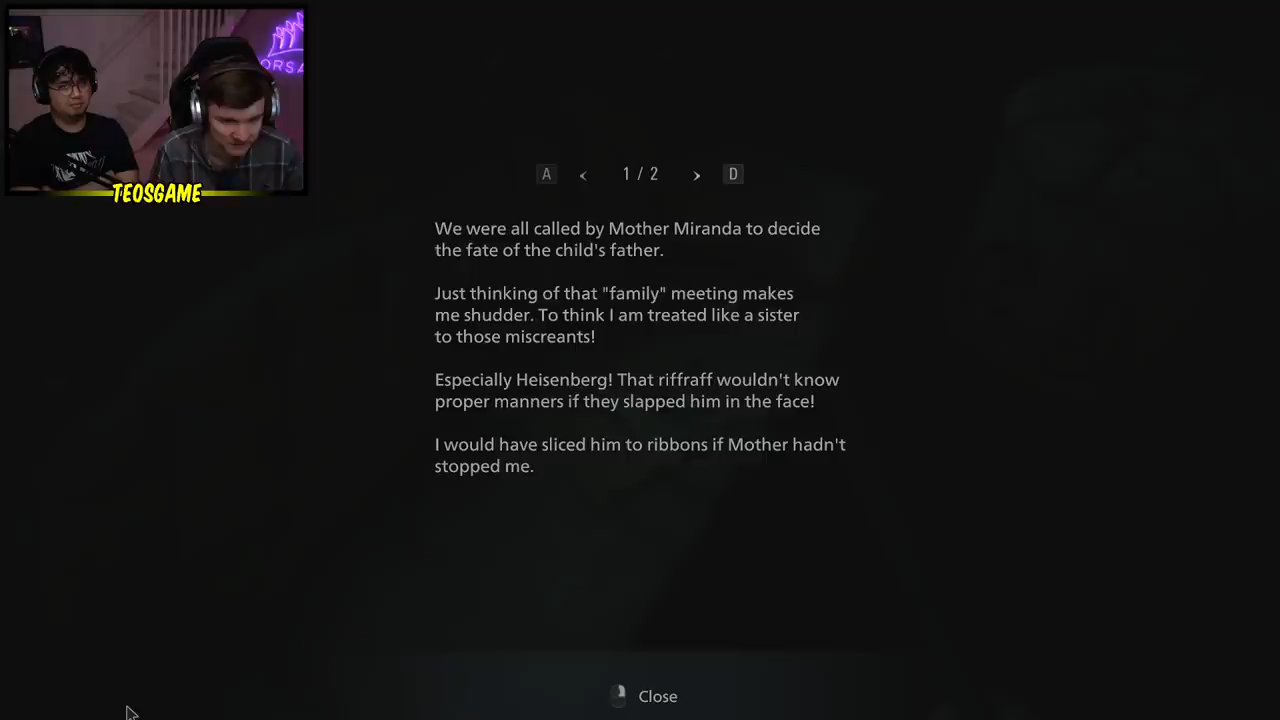 ORSA
TEOSGAME
A < 1 / 2 > D
We were all called by Mother Miranda to decide
the fate of the child's father.
Just thinking of that "family" meeting makes
me shudder. To think I am treated like a sister
to those miscreants!
Especially Heisenberg! That riffraff wouldn't know
proper manners if they slapped him in the face!
I would have sliced him to ribbons if Mother hadn't
stopped me.
Close